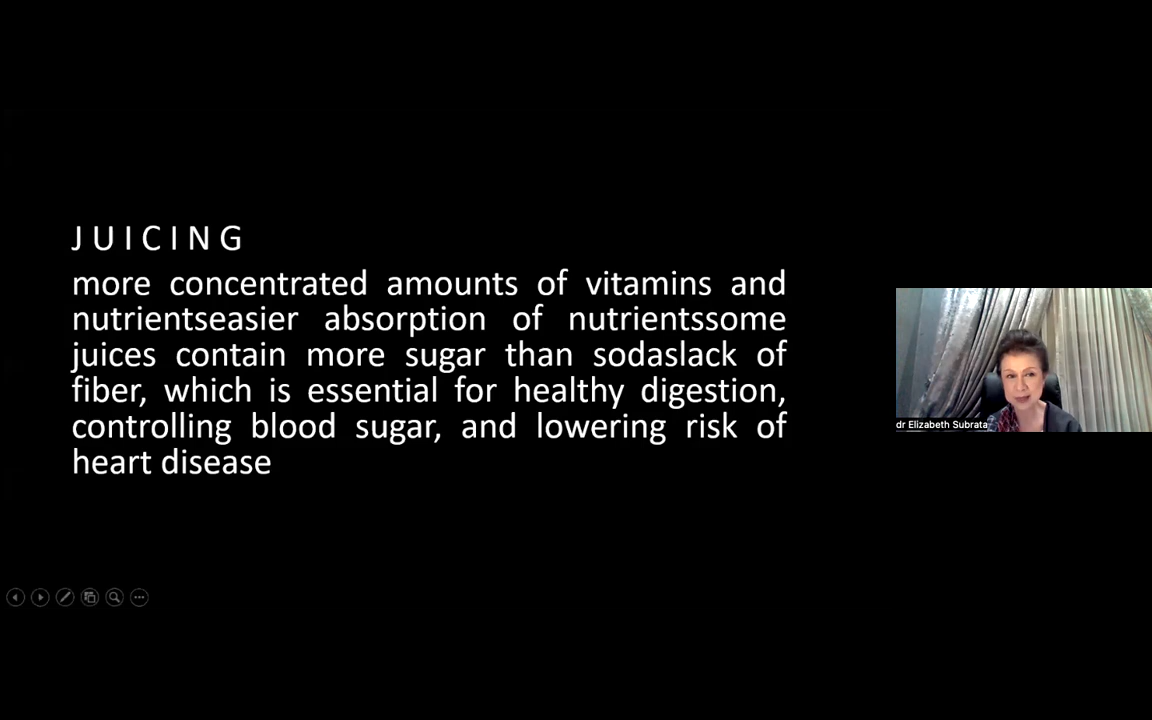 J U I C I N G
more concentrated amounts of vitamins and
nutrientseasier absorption of nutrientssome
juices contain more sugar than sodaslack of
fiber, which is essential for healthy digestion,
controlling blood sugar, and lowering risk of
heart disease
dr Elizabeth Subrata